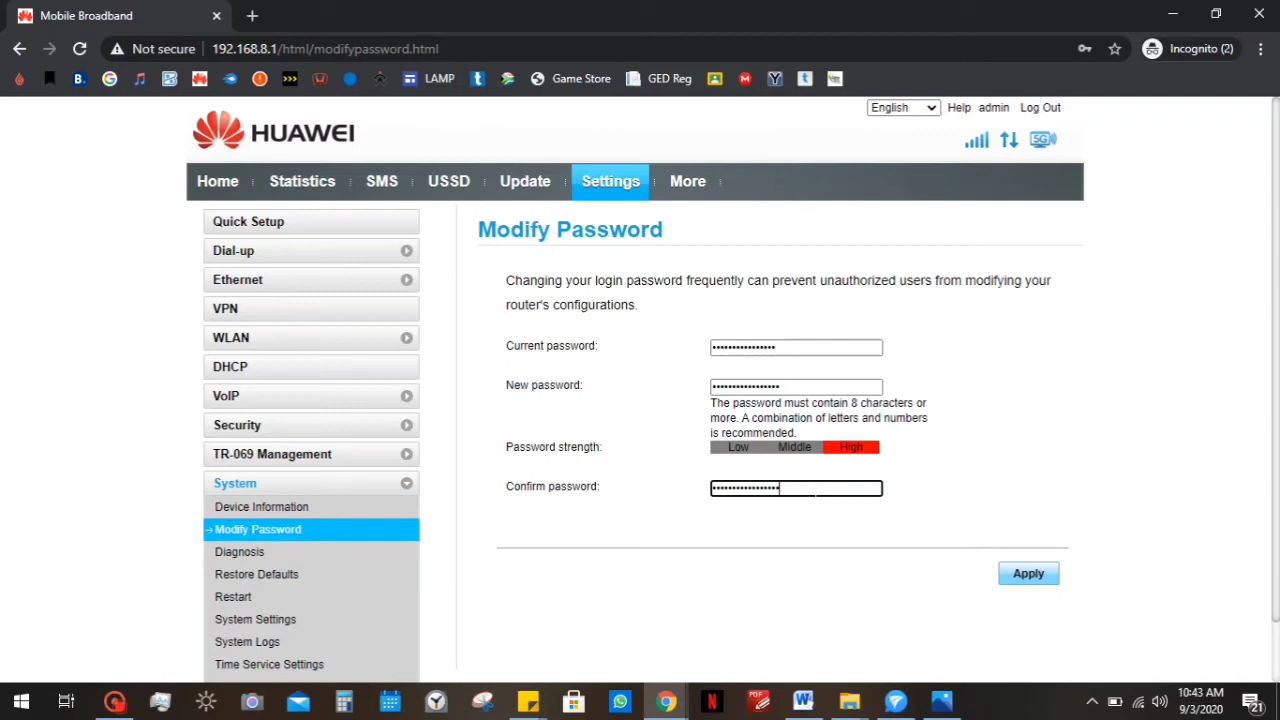 Mobile Broadband
Not secure
192.168.8.1/html/modifypassword.html
Incognito (2)
LAMP
Game Store
GED Reg
English
Help
admin
Log Out
HUAWEI
5G
Home
Statistics
SMS
USSD
Update
Settings
More
Quick Setup
Dial-up
Ethernet
VPN
WLAN
DHCP
VoIP
Security
TR-069 Management
System
Device Information
Modify Password
Diagnosis
Restore Defaults
Restart
System Settings
System Logs
Time Service Settings
Modify Password
Changing your login password frequently can prevent unauthorized users from modifying your
router's configurations.
Current password:
New password:
The password must contain 8 characters or
more. A combination of letters and numbers
is recommended.
Password strength:
Low
Middle
High
Confirm password:
Apply
10:43 AM
9/3/2020
21